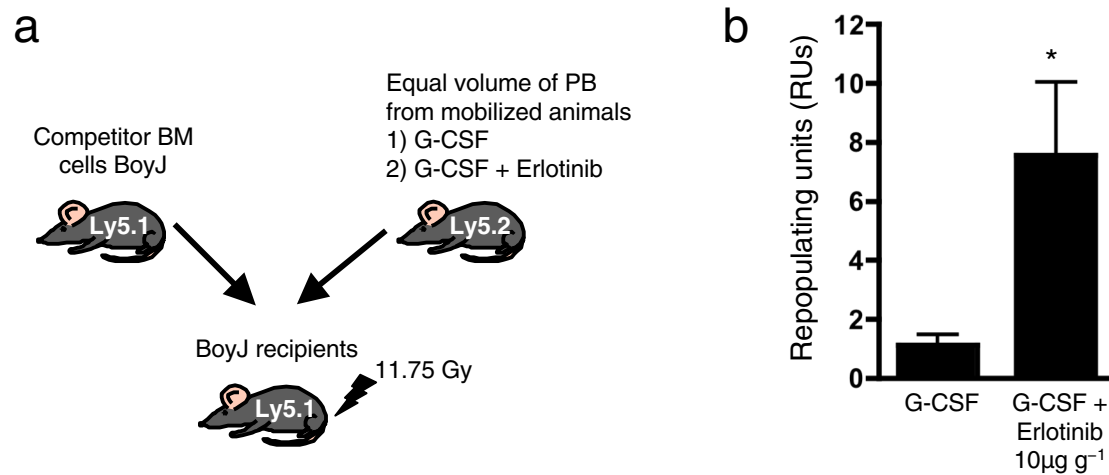 a
Competitor BM
cells BoyJ
Ly5.1
Equal volume of PB
from mobilized animals
1) G-CSF
2) G-CSF + Erlotinib
Ly5.2
BoyJ recipients
11.75 Gy
Ly5.1
b
Repopulating units (RUs)
12
10
8
6
4
2
0
*
G-CSF
G-CSF +
Erlotinib
10µg g⁻¹